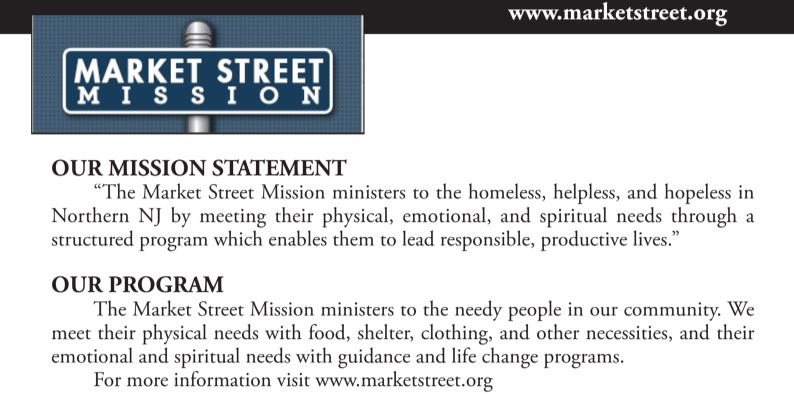 www.marketstreet.org
MARKET STREET
MISSION
OUR MISSION STATEMENT
“The Market Street Mission ministers to the homeless, helpless, and hopeless in
Northern NJ by meeting their physical, emotional, and spiritual needs through a
structured program which enables them to lead responsible, productive lives.”
OUR PROGRAM
The Market Street Mission ministers to the needy people in our community. We
meet their physical needs with food, shelter, clothing, and other necessities, and their
emotional and spiritual needs with guidance and life change programs.
For more information visit www.marketstreet.org